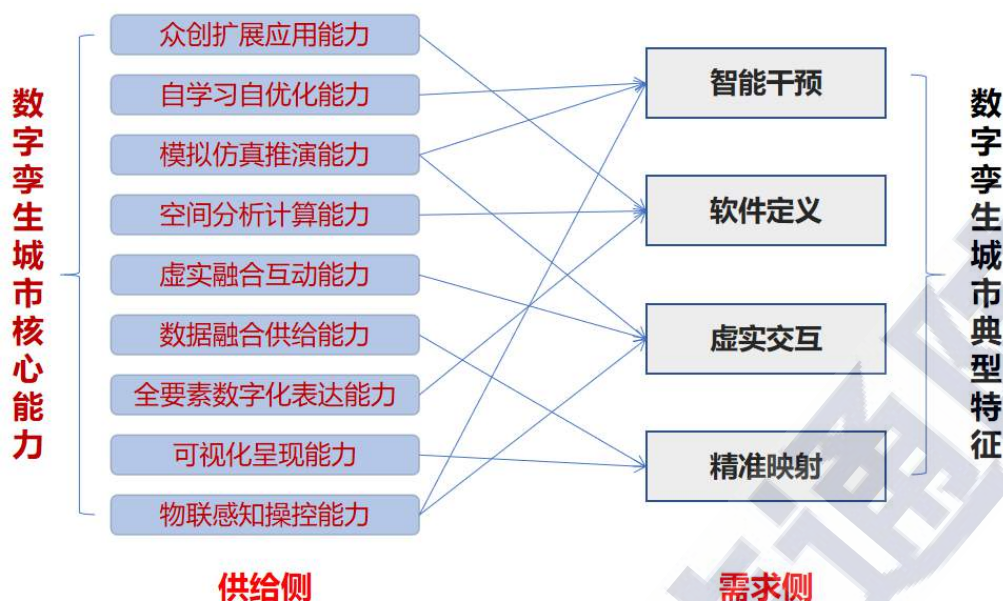 数字孪生城市核心能力
众创扩展应用能力
自学习自优化能力
模拟仿真推演能力
空间分析计算能力
虚实融合互动能力
数据融合供给能力
全要素数字化表达能力
可视化呈现能力
物联感知操控能力
供给侧
智能干预
软件定义
虚实交互
精准映射
需求侧
数字孪生城市典型特征